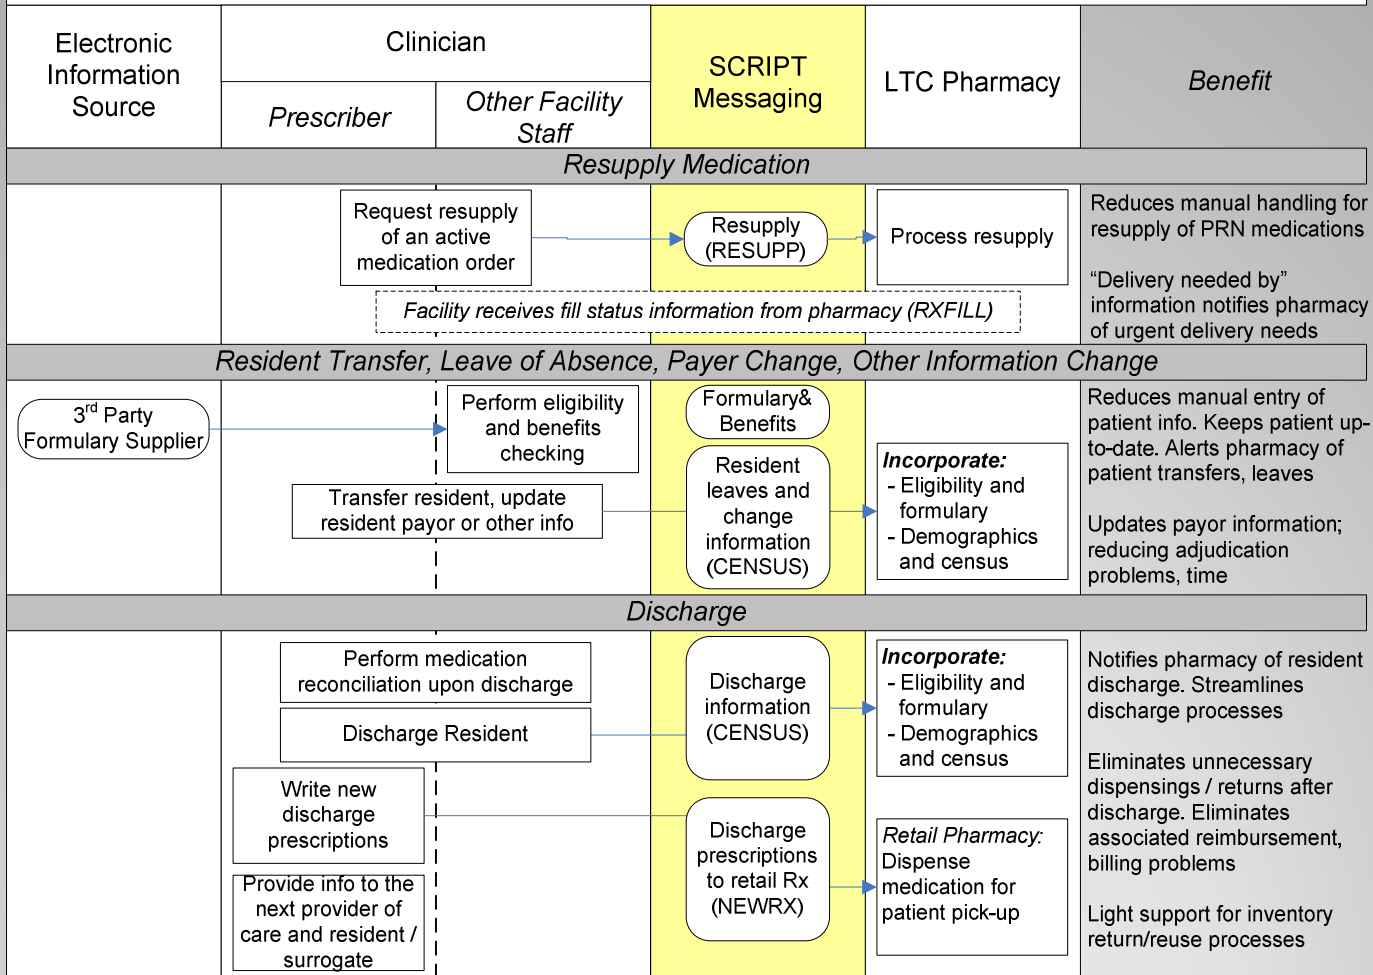 Electronic
Information
Source
Clinician
Prescriber
Other Facility
Staff
SCRIPT
Messaging
LTC Pharmacy
Benefit
Resupply Medication
Request resupply
of an active
medication order
Resupply
(RESUPP)
Process resupply
Reduces manual handling for
resupply of PRN medications
“Delivery needed by”
information notifies pharmacy
of urgent delivery needs
Facility receives fill status information from pharmacy (RXFILL)
Resident Transfer, Leave of Absence, Payer Change, Other Information Change
3rd Party
Formulary Supplier
Perform eligibility
and benefits
checking
Transfer resident, update
resident payor or other info
Formulary&
Benefits
Resident
leaves and
change
information
(CENSUS)
Incorporate:
- Eligibility and
formulary
- Demographics
and census
Reduces manual entry of
patient info. Keeps patient up-
to-date. Alerts pharmacy of
patient transfers, leaves
Updates payor information;
reducing adjudication
problems, time
Discharge
Perform medication
reconciliation upon discharge
Discharge Resident
Write new
discharge
prescriptions
Provide info to the
next provider of
care and resident /
surrogate
Discharge
information
(CENSUS)
Discharge
prescriptions
to retail Rx
(NEWRX)
Incorporate:
- Eligibility and
formulary
- Demographics
and census
Retail Pharmacy:
Dispense
medication for
patient pick-up
Notifies pharmacy of resident
discharge. Streamlines
discharge processes
Eliminates unnecessary
dispensings / returns after
discharge. Eliminates
associated reimbursement,
billing problems
Light support for inventory
return/reuse processes